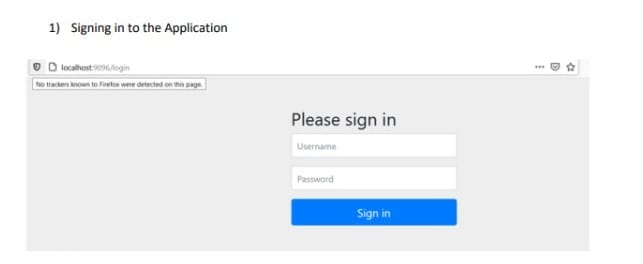 1) Signing in to the Application
localhost:9096/login
No trackers known to Firefox were detected on this page.
Please sign in
Username
Password
Sign in